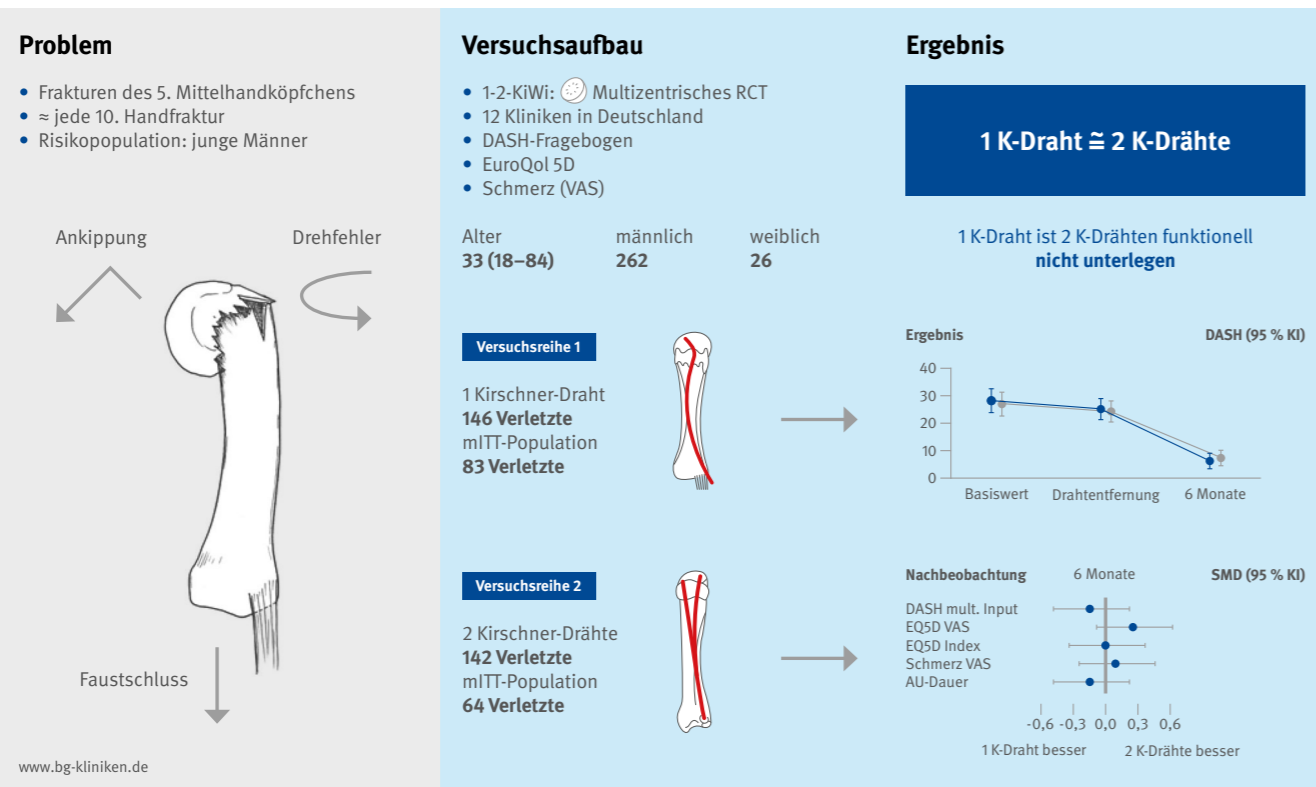 Problem
• Frakturen des 5. Mittelhandköpfchens
• ≈ jede 10. Handfraktur
• Risikopopulation: junge Männer
Ankippung
Drehfehler
Faustschluss
www.bg-kliniken.de
Versuchsaufbau
• 1-2-KiWi: Multizentrisches RCT
• 12 Kliniken in Deutschland
• DASH-Fragebogen
• EuroQol 5D
• Schmerz (VAS)
Alter männlich weiblich
33 (18–84) 262 26
Versuchsreihe 1
1 Kirschner-Draht
146 Verletzte
mITT-Population
83 Verletzte
Versuchsreihe 2
2 Kirschner-Drähte
142 Verletzte
mITT-Population
64 Verletzte
Ergebnis
1 K-Draht ≅ 2 K-Drähte
1 K-Draht ist 2 K-Drähten funktionell
nicht unterlegen
Ergebnis DASH (95 % KI)
40
30
20
10
0
Basiswert Drahtentfernung 6 Monate
Nachbeobachtung 6 Monate SMD (95 % KI)
DASH mult. Input
EQ5D VAS
EQ5D Index
Schmerz VAS
AU-Dauer
-0,6 -0,3 0,0 0,3 0,6
1 K-Draht besser 2 K-Drähte besser